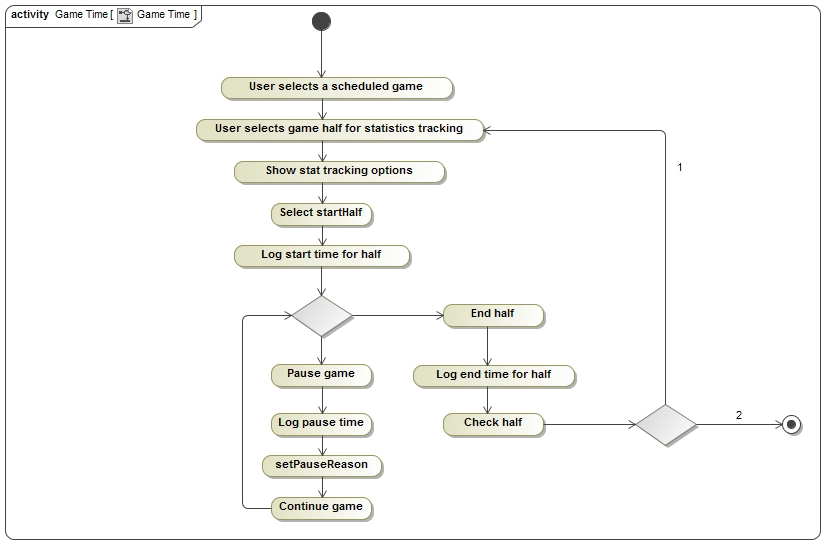 activity Game Time [ Game Time ]
User selects a scheduled game
User selects game half for statistics tracking
1
Show stat tracking options
Select startHalf
Log start time for half
End half
Pause game
Log end time for half
Log pause time
Check half
2
setPauseReason
Continue game